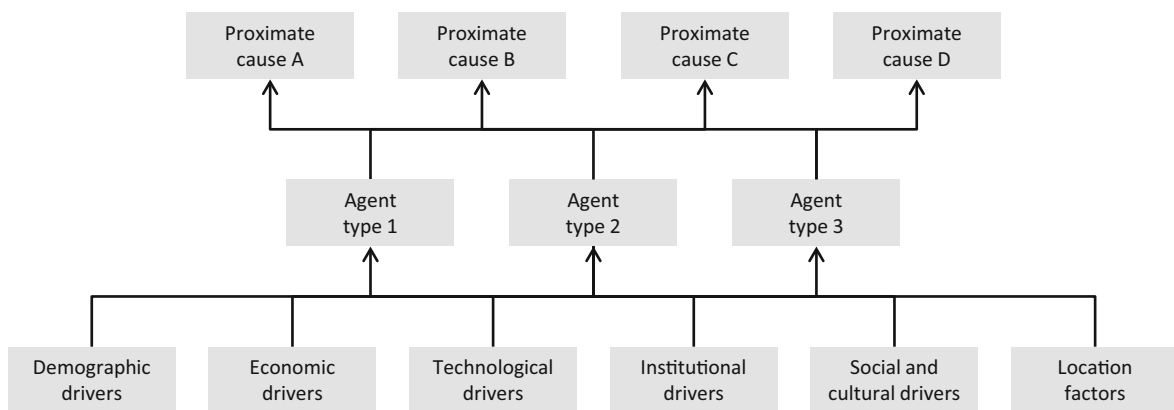 Proximate
cause A
Proximate
cause B
Proximate
cause C
Proximate
cause D
Agent
type 1
Agent
type 2
Agent
type 3
Demographic
drivers
Economic
drivers
Technological
drivers
Institutional
drivers
Social and
cultural drivers
Location
factors